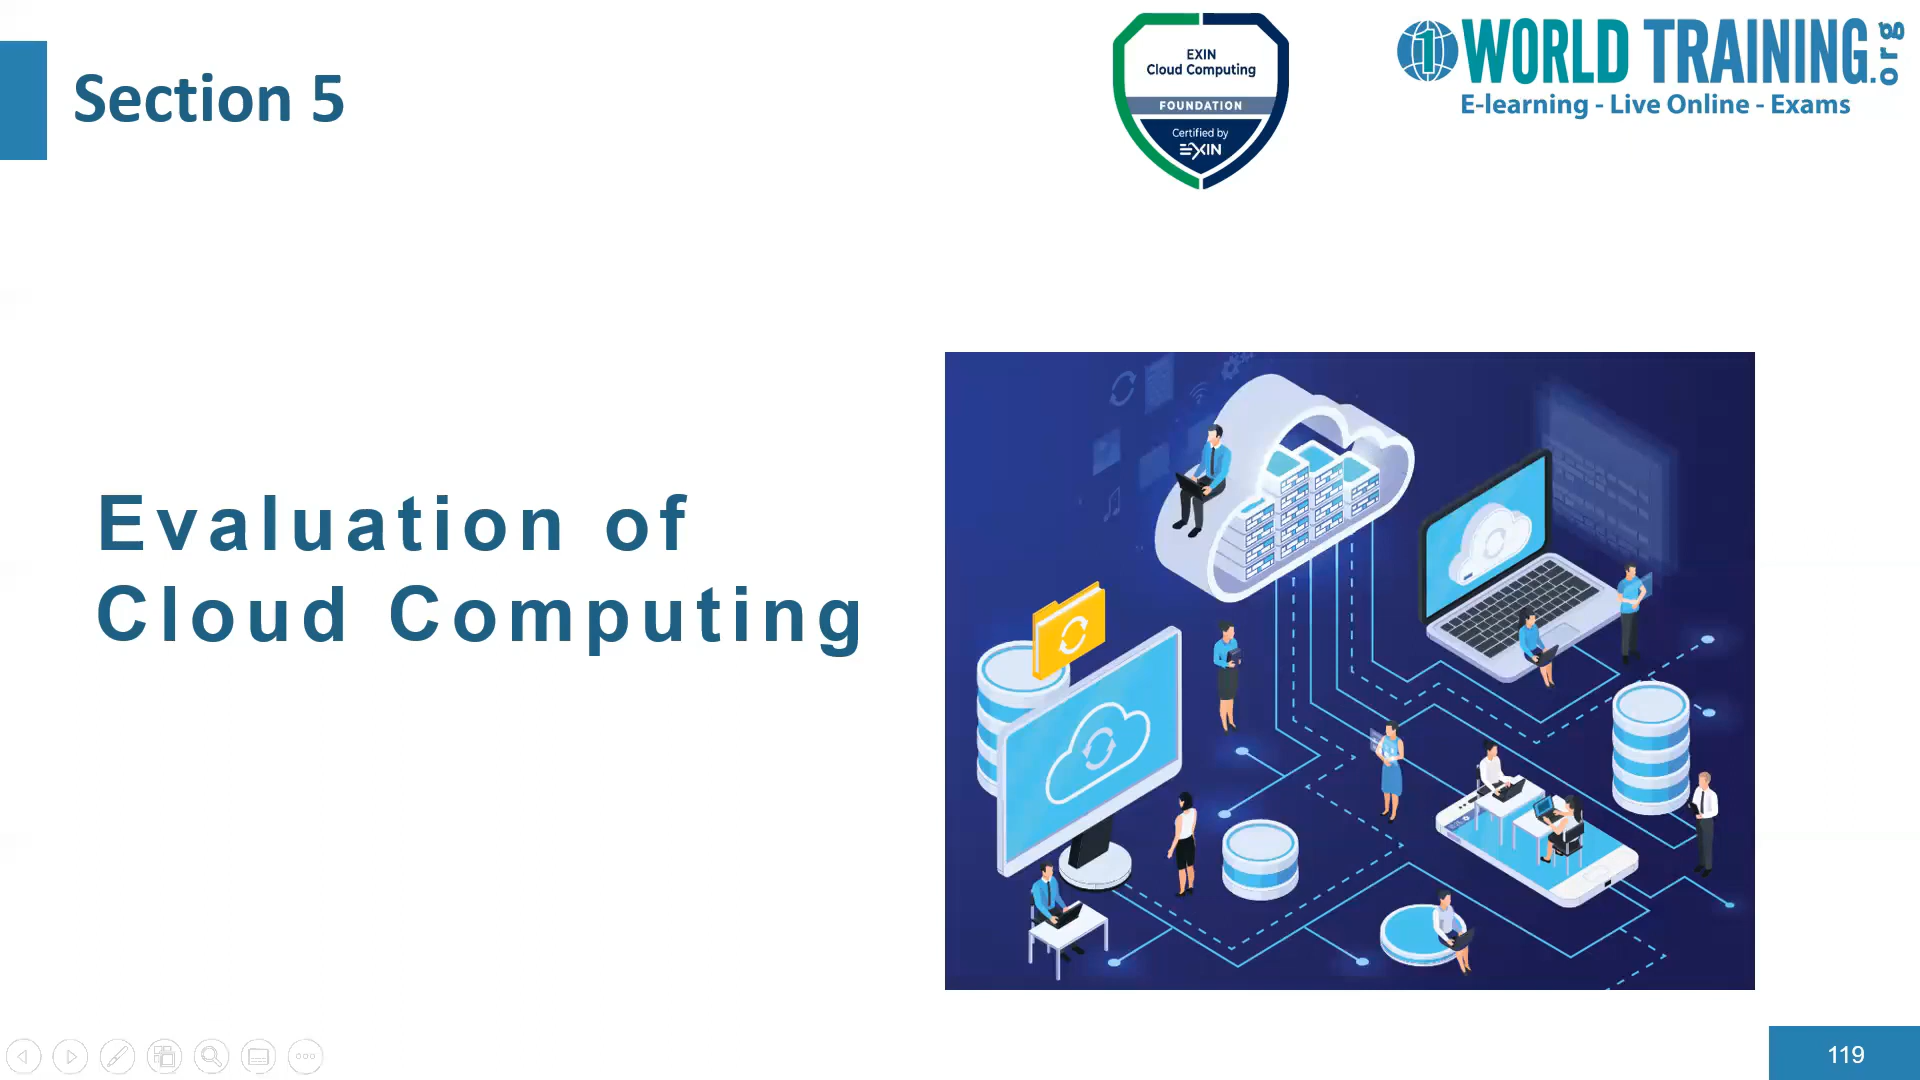 Section 5
EXIN
Cloud Computing
FOUNDATION
Certified by
EXIN
1WORLD TRAINING.org
E-learning - Live Online - Exams
Evaluation of
Cloud Computing
119